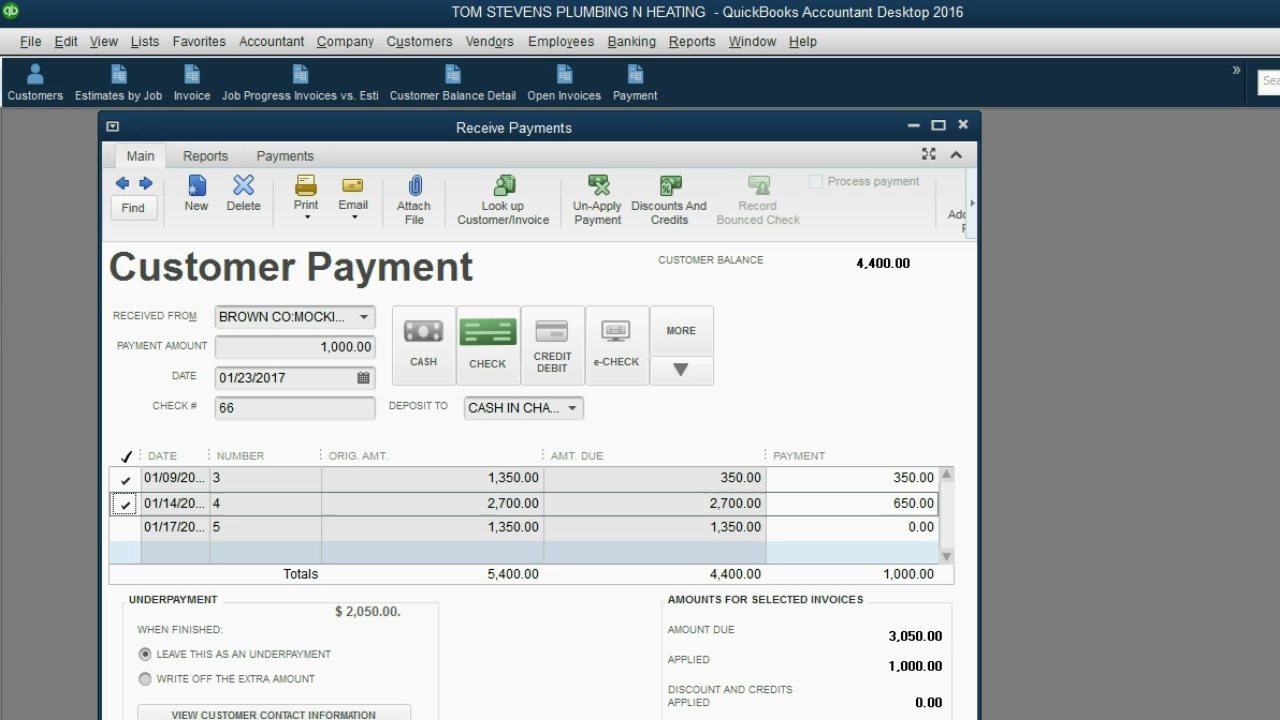 qb
TOM STEVENS PLUMBING N HEATING - QuickBooks Accountant Desktop 2016
File Edit View Lists Favorites Accountant Company Customers Vendors Employees Banking Reports Window Help
Customers Estimates by Job Invoice Job Progress Invoices vs. Esti Customer Balance Detail Open Invoices Payment » Sea
Receive Payments
Main Reports Payments
Find New Delete Print Email Attach File Look up Customer/Invoice Un-Apply Payment Discounts And Credits Record Bounced Check Process payment
Customer Payment
CUSTOMER BALANCE 4,400.00
RECEIVED FROM BROWN CO:MOCKI...
PAYMENT AMOUNT 1,000.00
DATE 01/23/2017
CHECK # 66
CASH CHECK CREDIT DEBIT e-CHECK MORE
DEPOSIT TO CASH IN CHA...
DATE NUMBER ORIG. AMT. AMT. DUE PAYMENT
01/09/20... 3 1,350.00 350.00 350.00
01/14/20... 4 2,700.00 2,700.00 650.00
01/17/20... 5 1,350.00 1,350.00 0.00
Totals 5,400.00 4,400.00 1,000.00
UNDERPAYMENT
$ 2,050.00.
WHEN FINISHED:
LEAVE THIS AS AN UNDERPAYMENT
WRITE OFF THE EXTRA AMOUNT
VIEW CUSTOMER CONTACT INFORMATION
AMOUNTS FOR SELECTED INVOICES
AMOUNT DUE 3,050.00
APPLIED 1,000.00
DISCOUNT AND CREDITS APPLIED 0.00